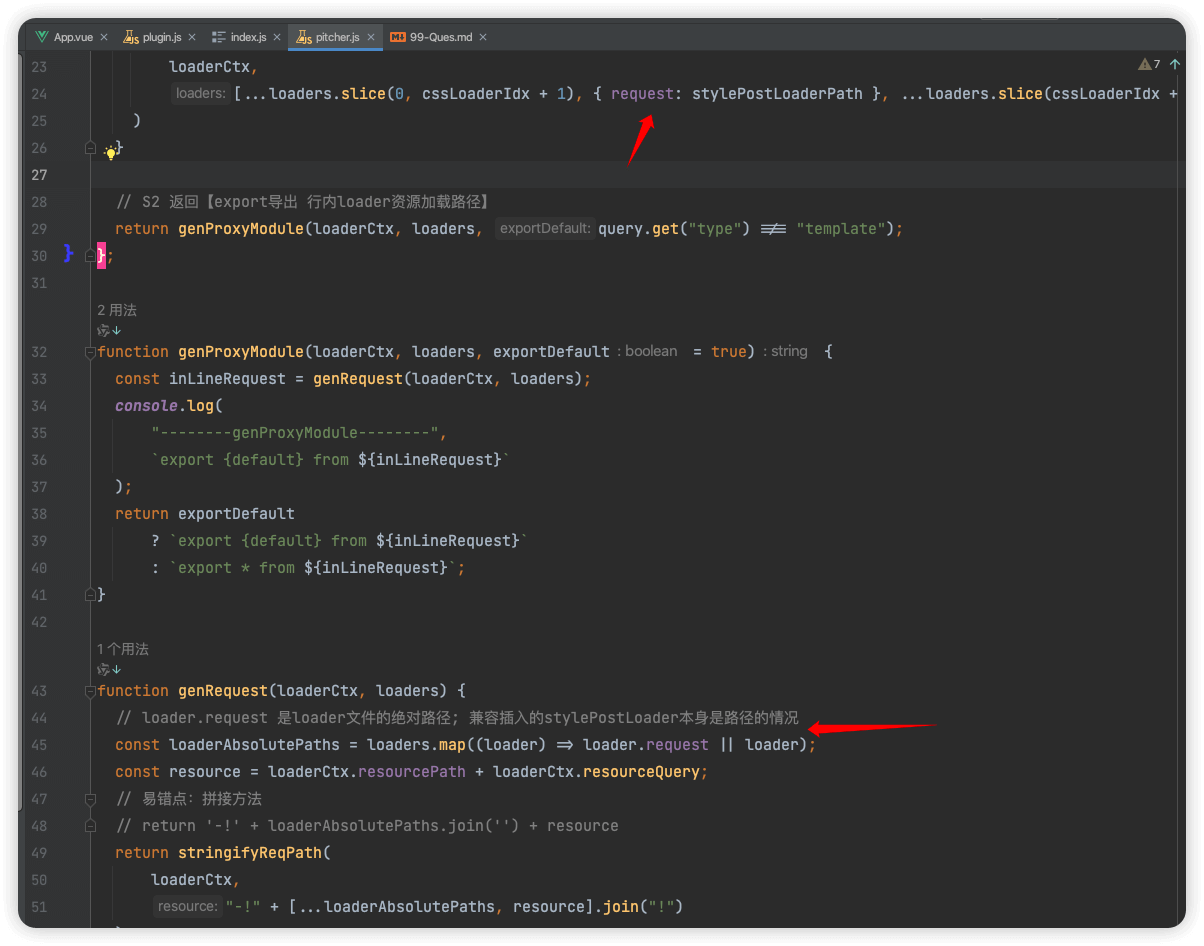 App.vue × plugin.js × index.js × pitcher.js × 99-Ques.md ×
23 loaderCtx,
7
24 loaders: [...loaders.slice(0, cssLoaderIdx + 1), { request: stylePostLoaderPath }, ...loaders.slice(cssLoaderIdx +
25 )
26 }
27
28 // S2 返回【export导出 行内loader资源加载路径】
29 return genProxyModule(loaderCtx, loaders, exportDefault: query.get("type") !== "template");
30 } };
31
2 用法
32 function genProxyModule(loaderCtx, loaders, exportDefault : boolean = true) : string {
33 const inLineRequest = genRequest(loaderCtx, loaders);
34 console.log(
35 "--------genProxyModule--------",
36 `export {default} from ${inLineRequest}`
37 );
38 return exportDefault
39 ? `export {default} from ${inLineRequest}`
40 : `export * from ${inLineRequest}`;
41 }
42
1 个用法
43 function genRequest(loaderCtx, loaders) {
44 // loader.request 是loader文件的绝对路径; 兼容插入的stylePostLoader本身是路径的情况
45 const loaderAbsolutePaths = loaders.map((loader) => loader.request || loader);
46 const resource = loaderCtx.resourcePath + loaderCtx.resourceQuery;
47 // 易错点: 拼接方法
48 // return '-!' + loaderAbsolutePaths.join('') + resource
49 return stringifyReqPath(
50 loaderCtx,
51 resource: "-!" + [...loaderAbsolutePaths, resource].join("!")